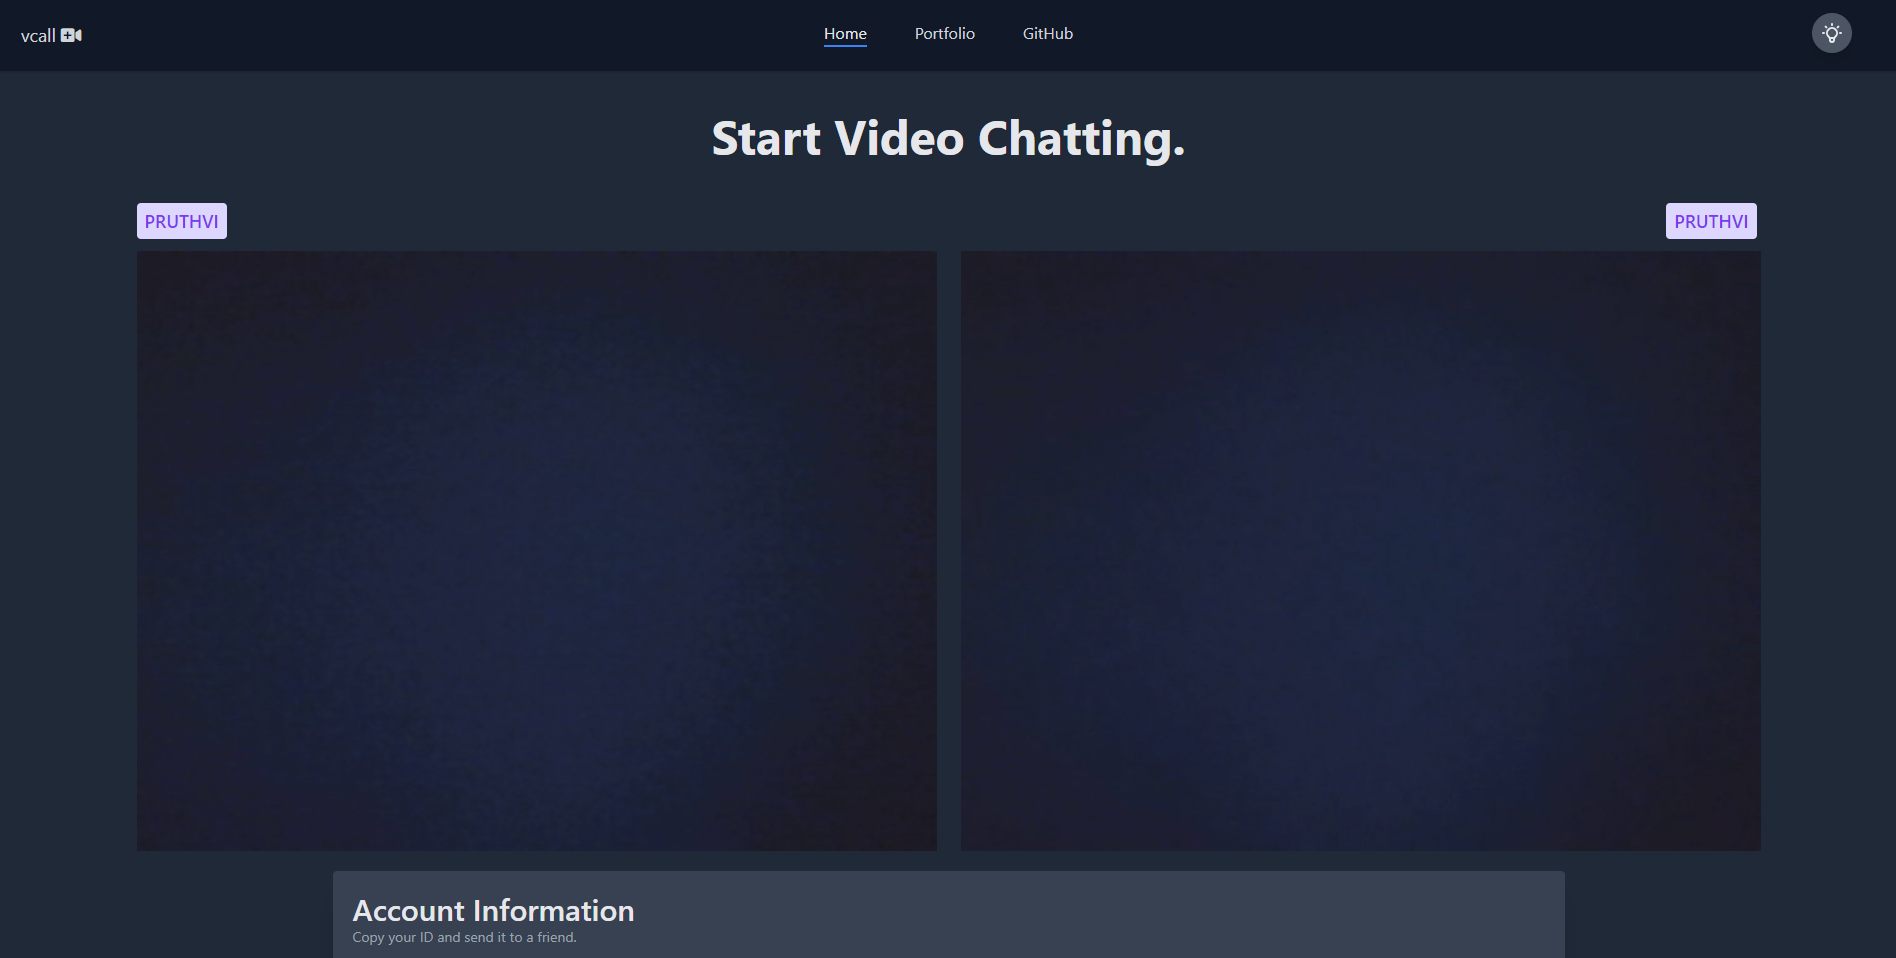 vcall
Home Portfolio GitHub
Start Video Chatting.
PRUTHVI
PRUTHVI
Account Information
Copy your ID and send it to a friend.